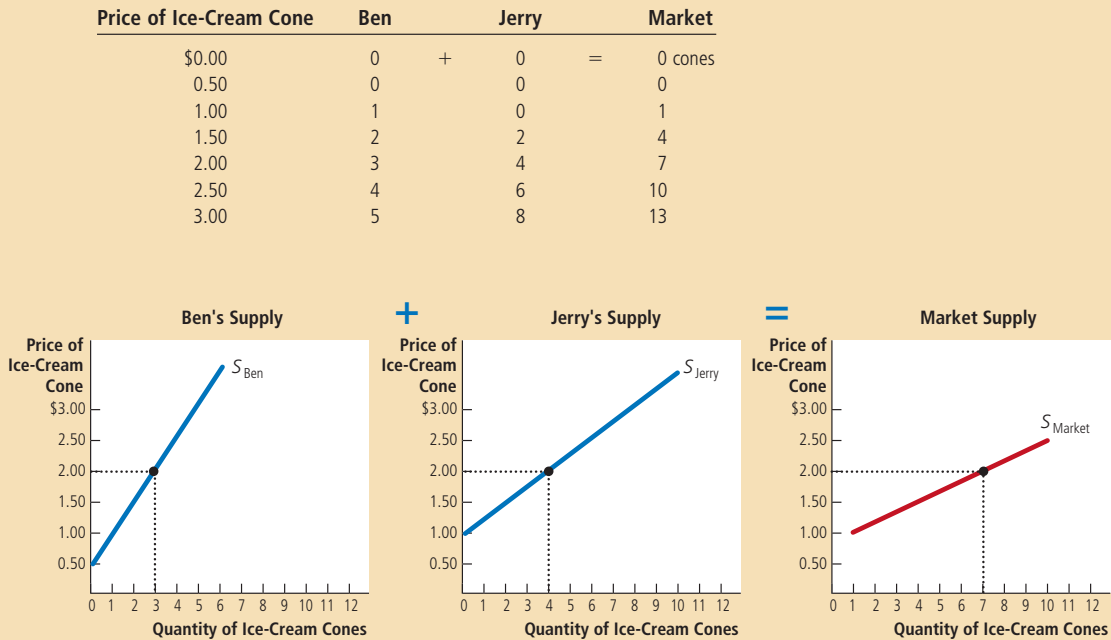 Price of Ice-Cream Cone Ben Jerry Market
$0.00 0 + 0 = 0 cones
0.50 0 0 0
1.00 1 0 1
1.50 2 2 4
2.00 3 4 7
2.50 4 6 10
3.00 5 8 13
Ben's Supply + Jerry's Supply = Market Supply
Price of
Ice-Cream
Cone
$3.00
2.50
2.00
1.50
1.00
0.50
S Ben
0 1 2 3 4 5 6 7 8 9 10 11 12
Quantity of Ice-Cream Cones
Price of
Ice-Cream
Cone
$3.00
2.50
2.00
1.50
1.00
0.50
S Jerry
0 1 2 3 4 5 6 7 8 9 10 11 12
Quantity of Ice-Cream Cones
Price of
Ice-Cream
Cone
$3.00
2.50
2.00
1.50
1.00
0.50
S Market
0 1 2 3 4 5 6 7 8 9 10 11 12
Quantity of Ice-Cream Cones